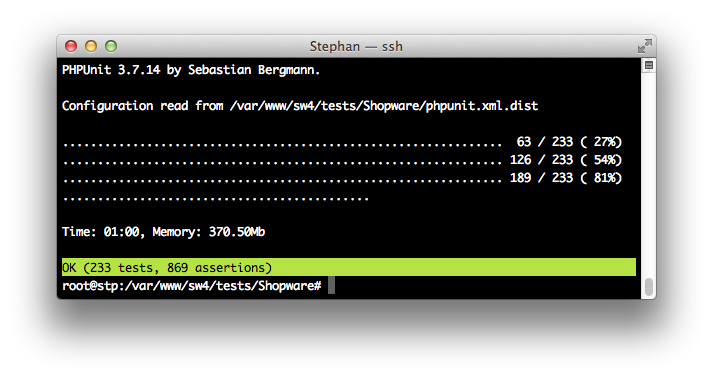 Stephan — ssh
PHPUnit 3.7.14 by Sebastian Bergmann.
Configuration read from /var/www/sw4/tests/Shopware/phpunit.xml.dist
...............................................................  63 / 233 ( 27%)
............................................................... 126 / 233 ( 54%)
............................................................... 189 / 233 ( 81%)
............................................
Time: 01:00, Memory: 370.50Mb
OK (233 tests, 869 assertions)
root@stp:/var/www/sw4/tests/Shopware#